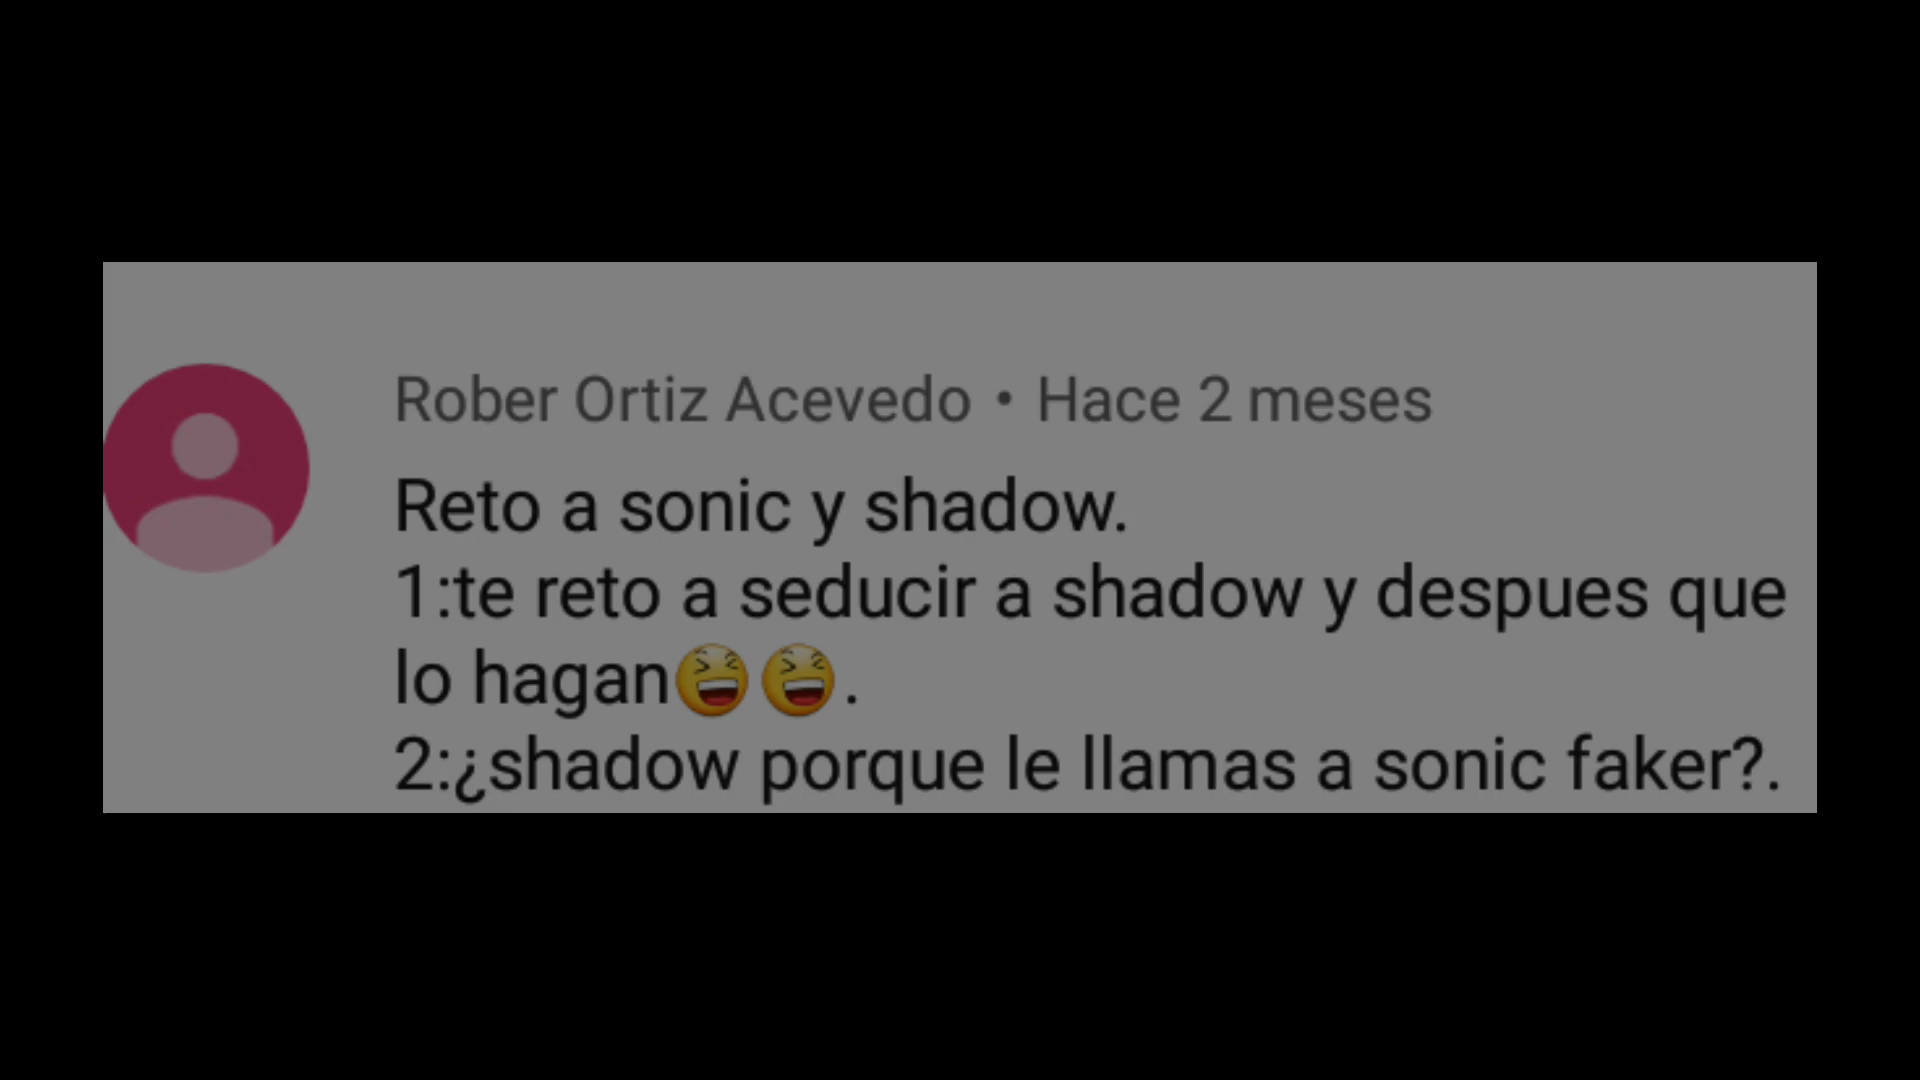 Rober Ortiz Acevedo • Hace 2 meses
Reto a sonic y shadow.
1:te reto a seducir a shadow y despues que
lo hagan😆😆.
2:¿shadow porque le llamas a sonic faker?.